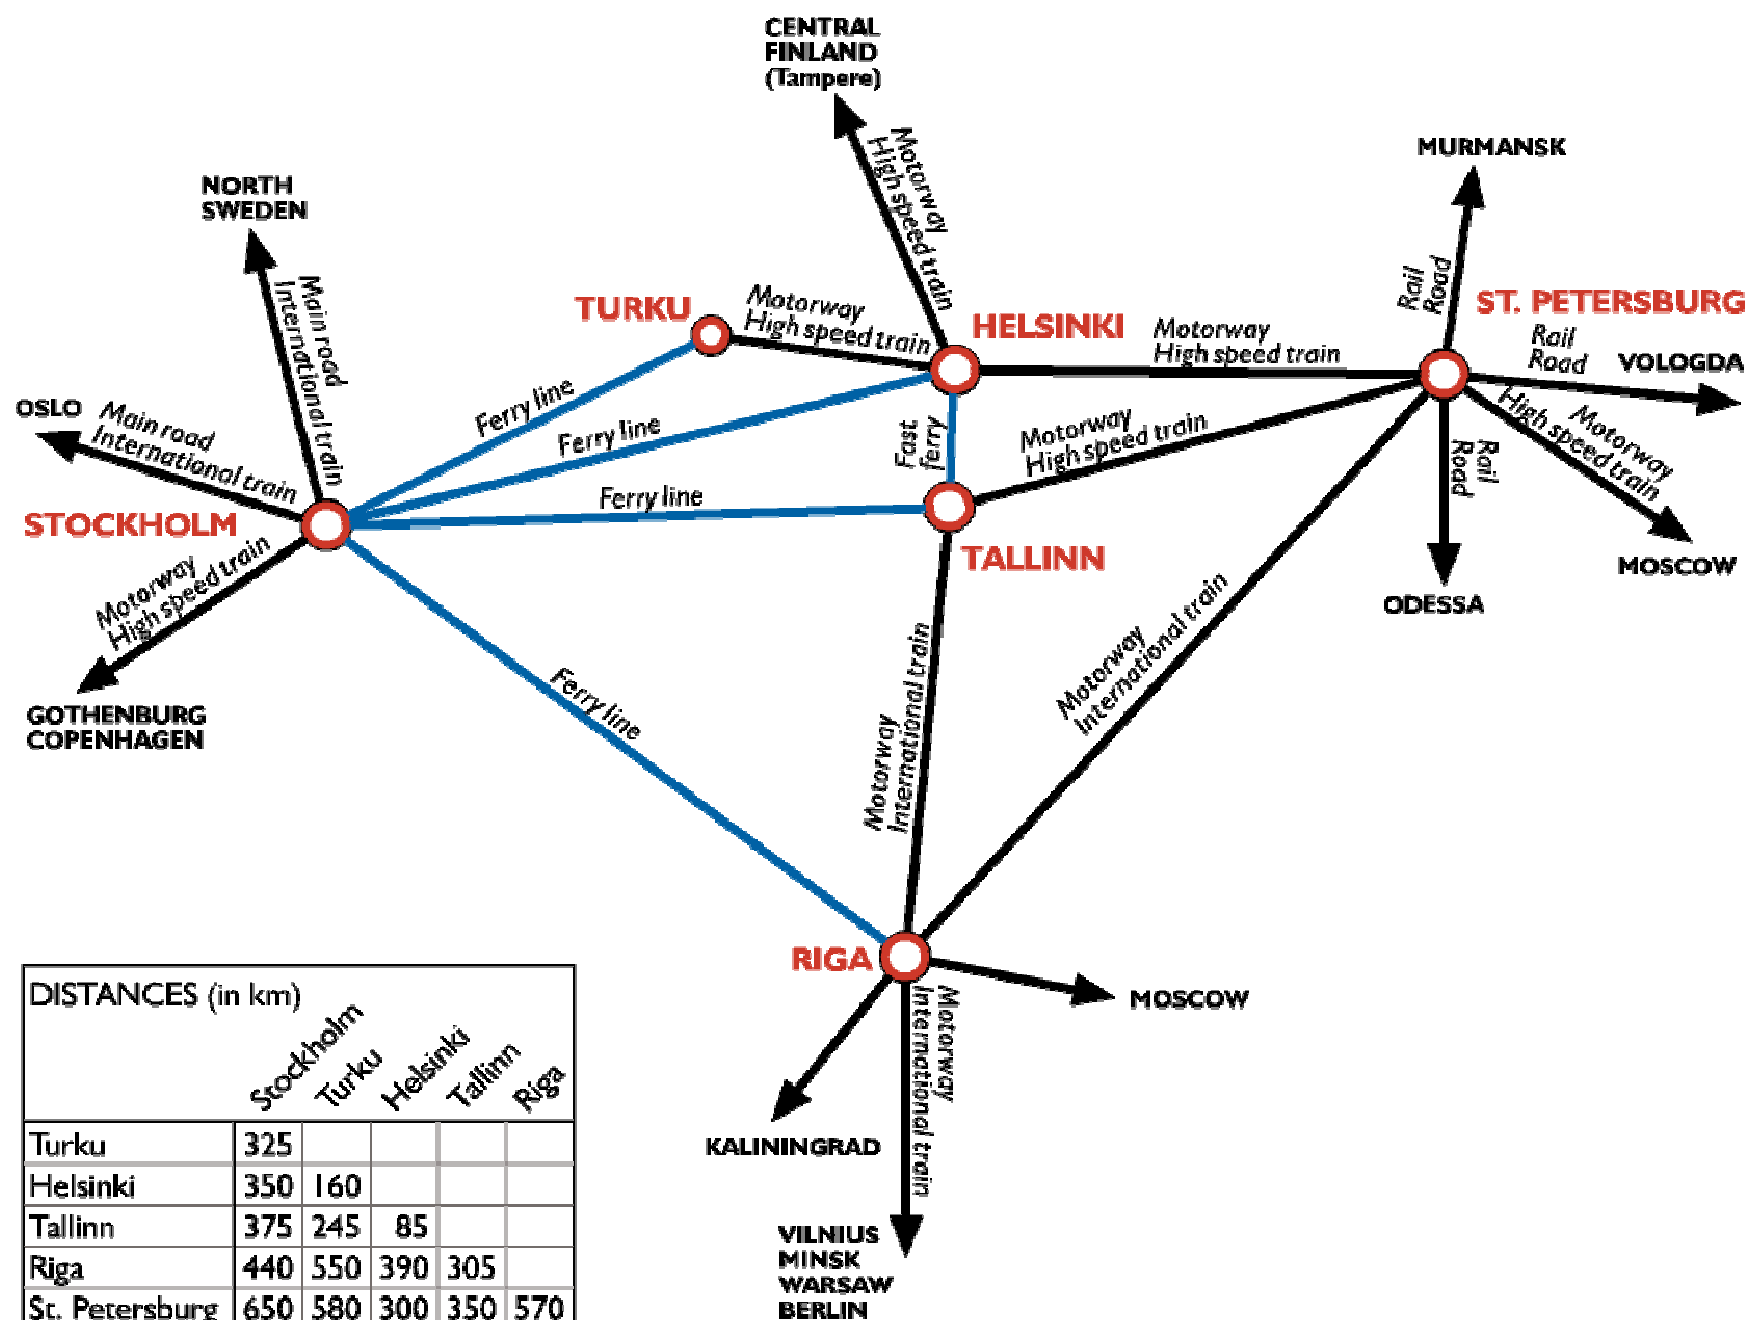 CENTRAL
FINLAND
(Tampere)
Motorway
High speed train
MURMANSK
Rail
Road
NORTH
SWEDEN
Main road
International train
TURKU
Motorway
High speed train
HELSINKI
Motorway
High speed train
ST. PETERSBURG
Rail
Road
VOLOGDA
OSLO
Main road
International train
Ferry line
Ferry line
Fast
ferry
Motorway
High speed train
Motorway
High speed train
Rail
Road
MOSCOW
ODESSA
STOCKHOLM
Ferry line
TALLINN
Motorway
High speed train
GOTHENBURG
COPENHAGEN
Ferry line
Motorway
International train
Motorway
International train
RIGA
MOSCOW
Motorway
International train
KALININGRAD
VILNIUS
MINSK
WARSAW
BERLIN
DISTANCES (in km)
Stockholm Turku Helsinki Tallinn Riga
Turku 325
Helsinki 350 160
Tallinn 375 245 85
Riga 440 550 390 305
St. Petersburg 650 580 300 350 570